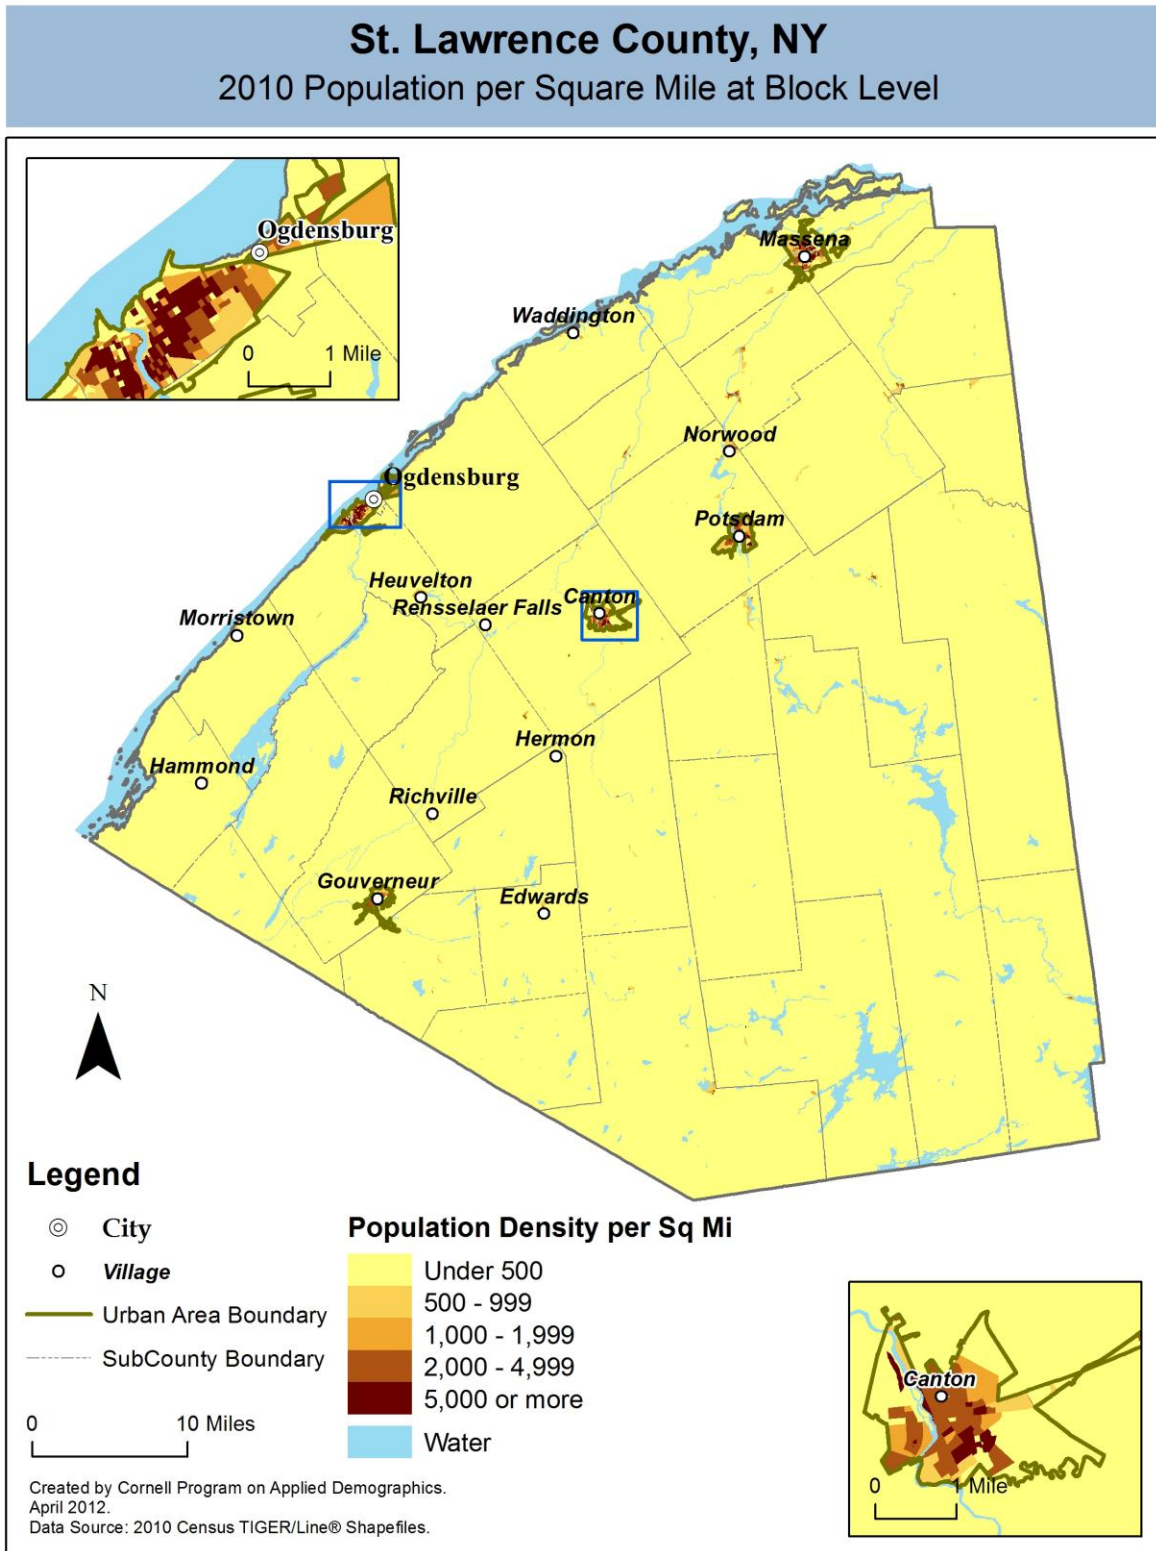 St. Lawrence County, NY
2010 Population per Square Mile at Block Level
Ogdensburg
0 1 Mile
Massena
Waddington
Norwood
Ogdensburg
Potsdam
Heuvelton
Canton
Rensselaer Falls
Morristown
Hermon
Hammond
Richville
Gouverneur
Edwards
N
Legend
City
Village
Urban Area Boundary
SubCounty Boundary
0 10 Miles
Population Density per Sq Mi
Under 500
500 - 999
1,000 - 1,999
2,000 - 4,999
5,000 or more
Water
Canton
0 1 Mile
Created by Cornell Program on Applied Demographics.
April 2012.
Data Source: 2010 Census TIGER/Line® Shapefiles.